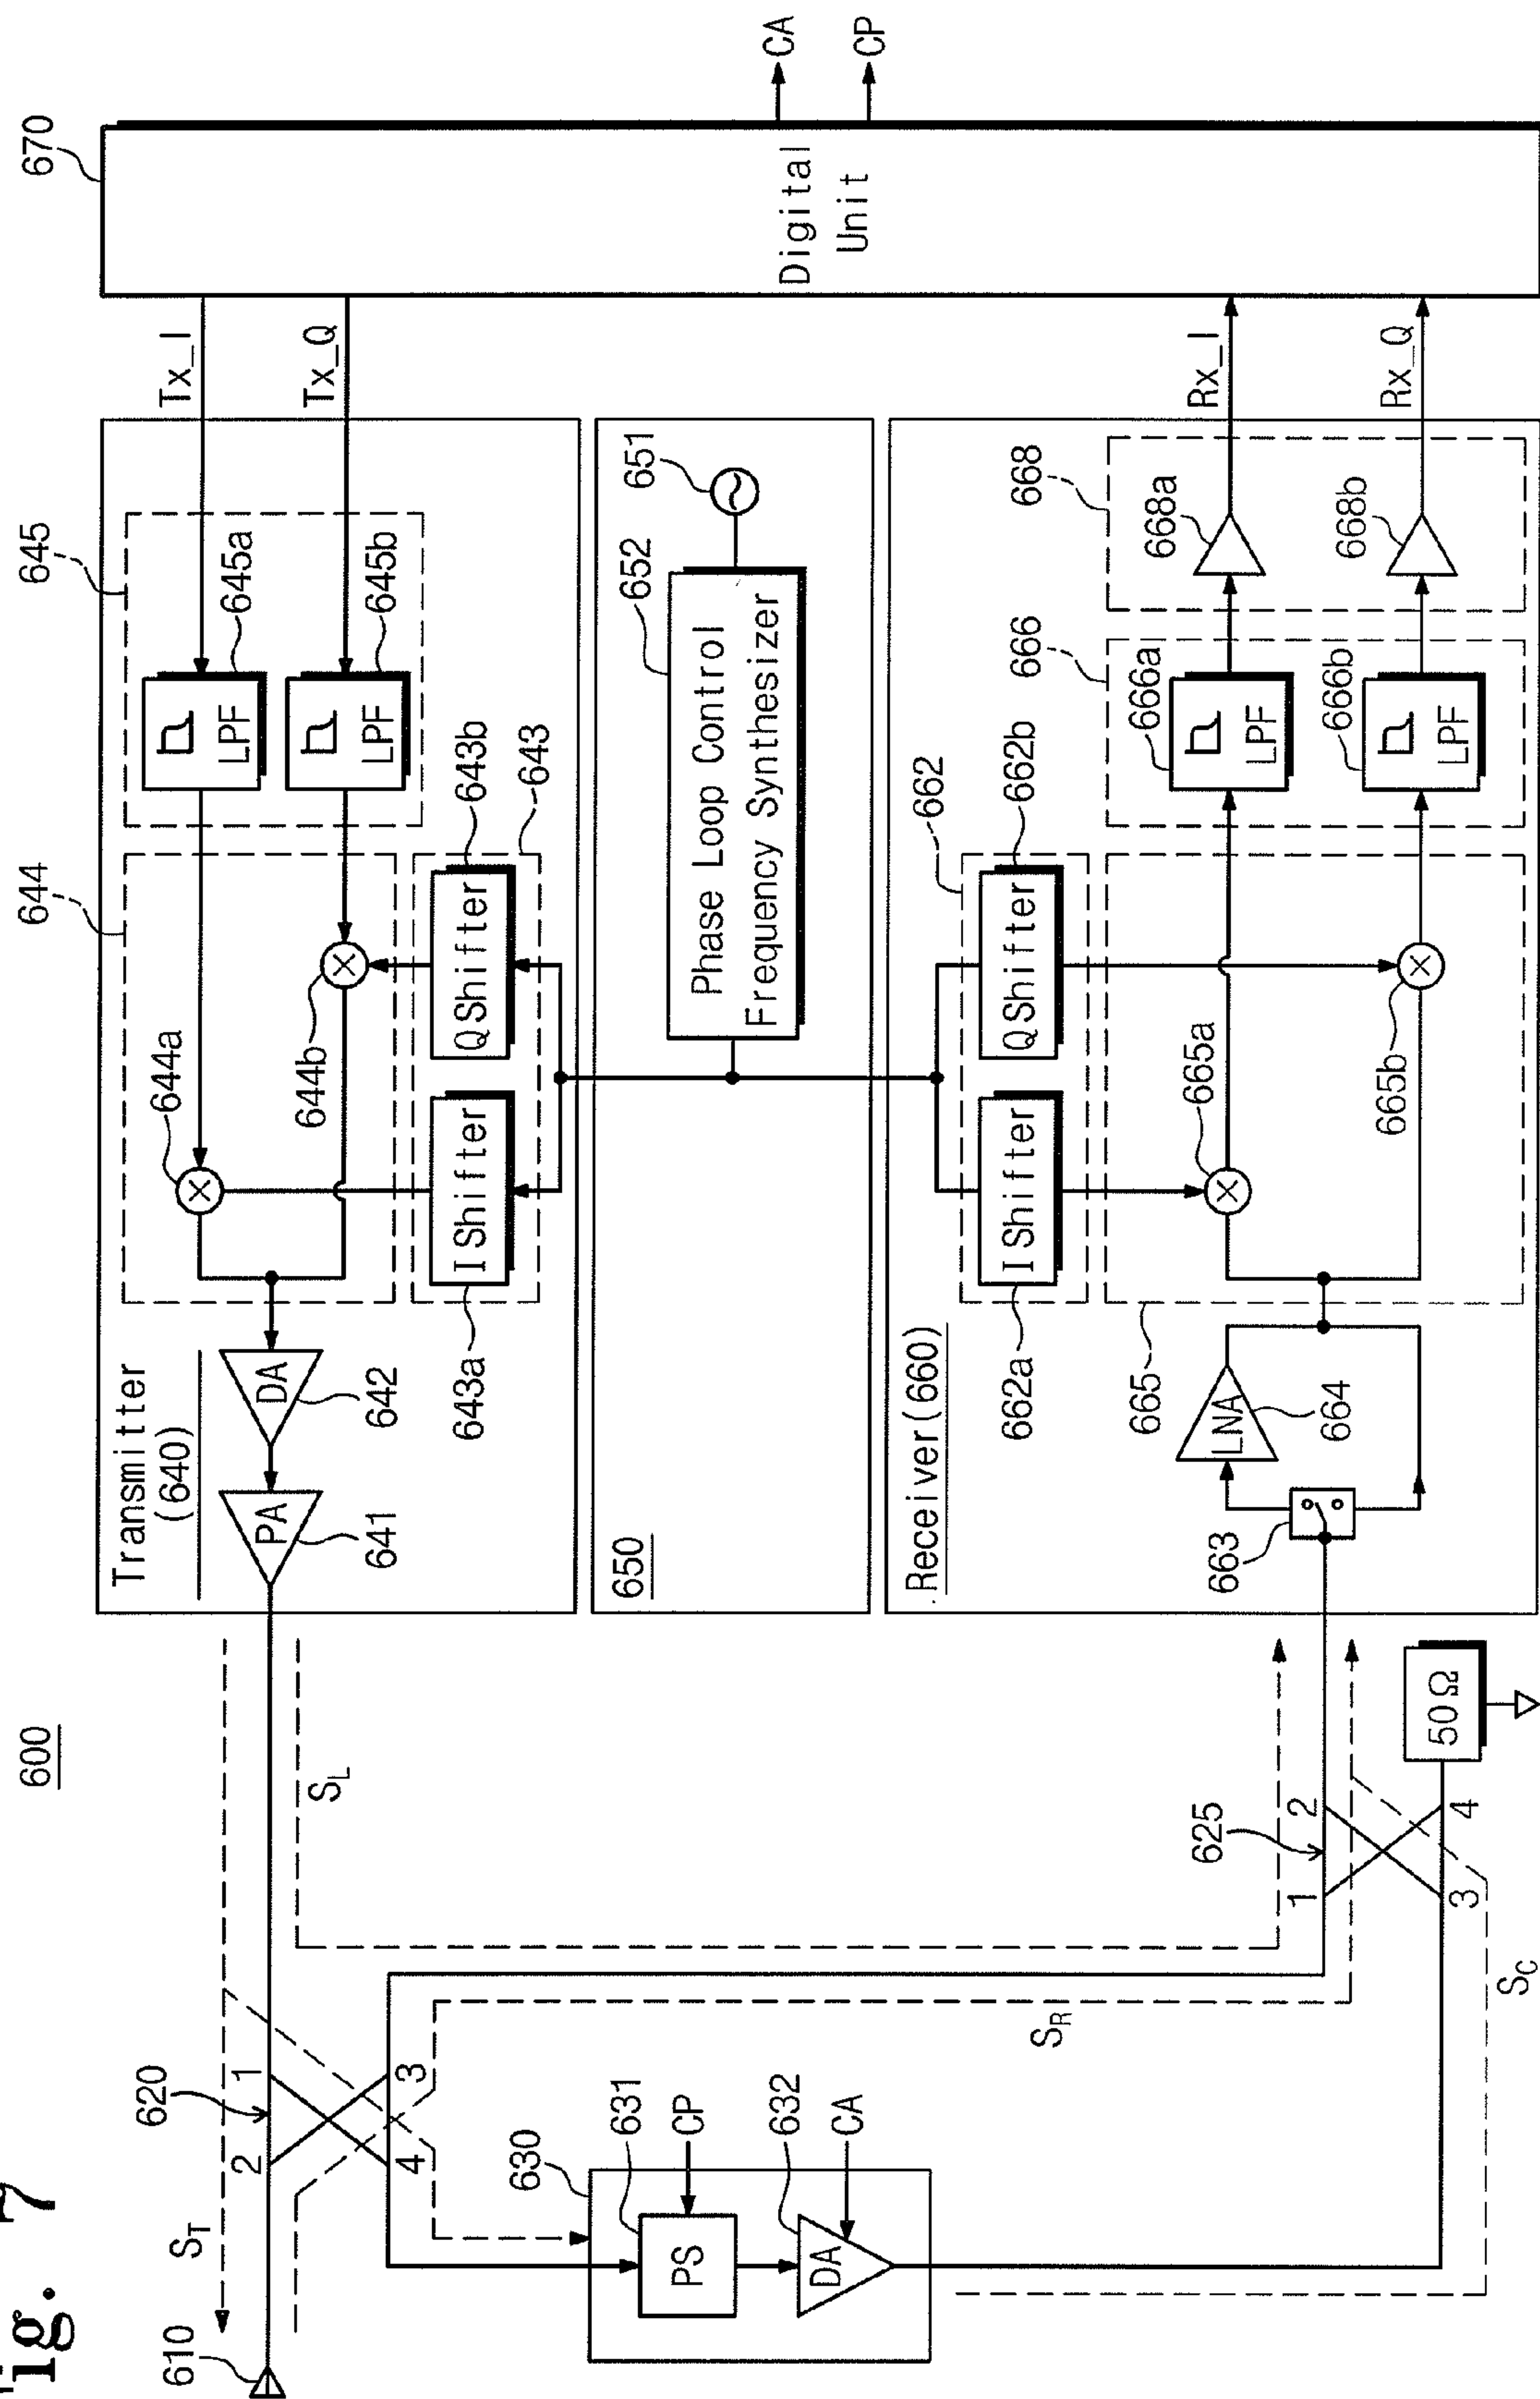 Fig. 7
600
670
CA
CP
Digital
Unit
Tx_I
Tx_Q
Rx_I
Rx_Q
Transmitter
(640)
645
645a
645b
LPF
LPF
644
644a
644b
643
643a
643b
I Shifter
Q Shifter
DA
642
PA
641
650
651
652
Phase Loop Control
Frequency Synthesizer
Receiver(660)
662
662a
662b
I Shifter
Q Shifter
663
LNA
664
665
665a
665b
666
666a
666b
LPF
LPF
668
668a
668b
610
ST
SL
620
1
2
3
4
SR
625
1
2
3
4
50Ω
SC
630
631
PS
CP
632
DA
CA